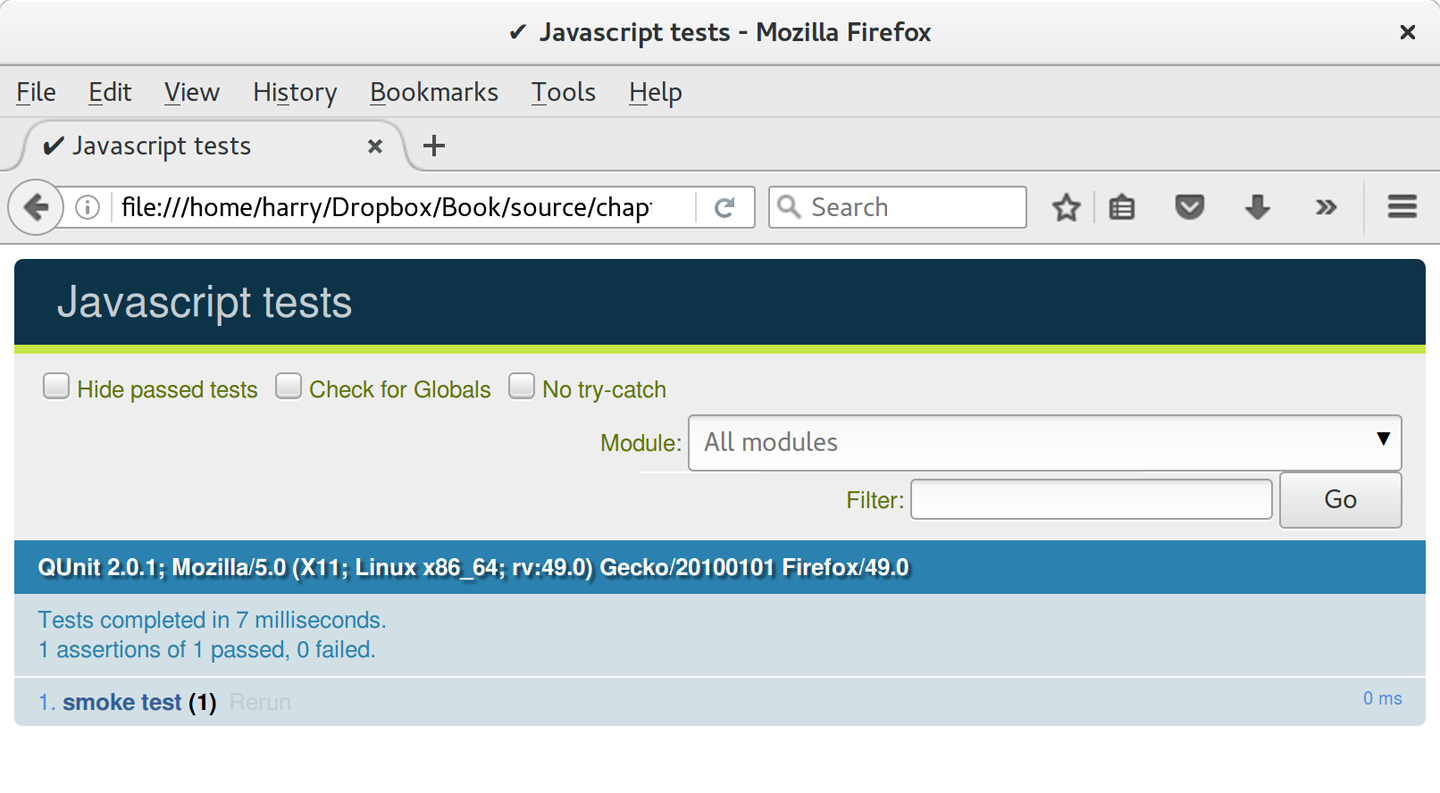 ✔ Javascript tests - Mozilla Firefox
File Edit View History Bookmarks Tools Help
✔ Javascript tests
file:///home/harry/Dropbox/Book/source/chap
Search
Javascript tests
Hide passed tests Check for Globals No try-catch
Module: All modules
Filter: Go
QUnit 2.0.1; Mozilla/5.0 (X11; Linux x86_64; rv:49.0) Gecko/20100101 Firefox/49.0
Tests completed in 7 milliseconds.
1 assertions of 1 passed, 0 failed.
1. smoke test (1) Rerun 0 ms